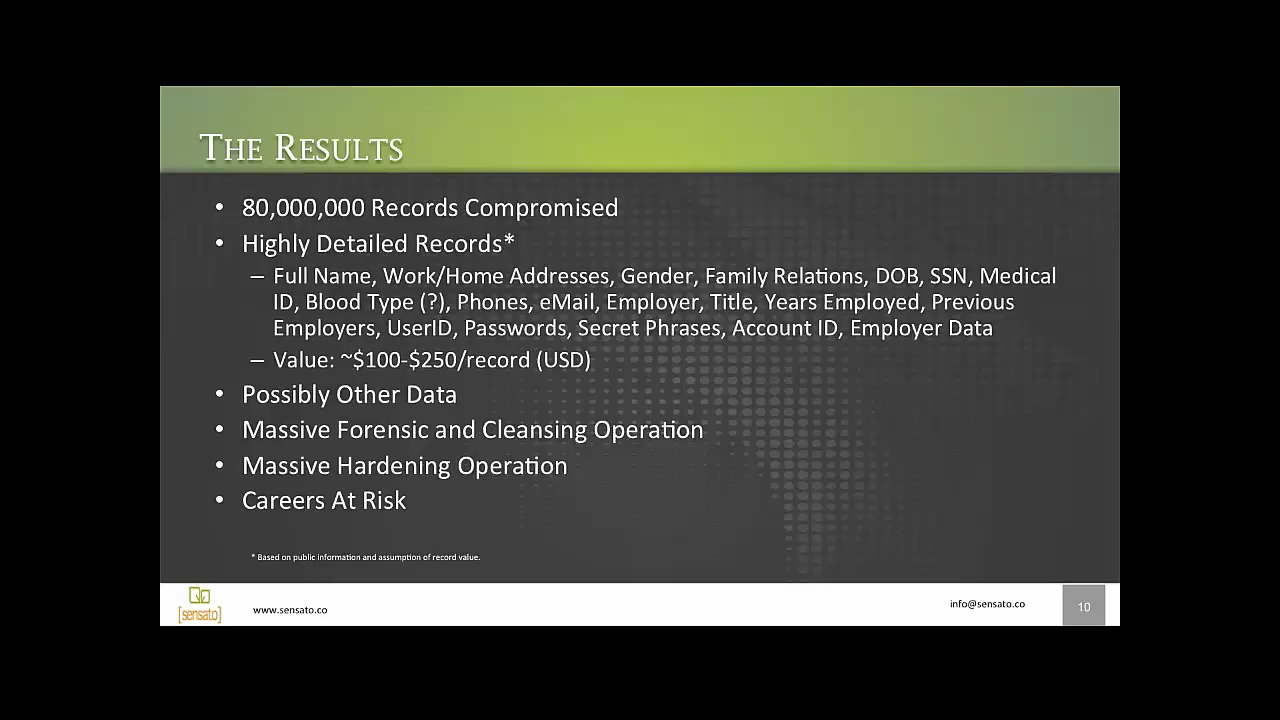 THE RESULTS
• 80,000,000 Records Compromised
• Highly Detailed Records*
– Full Name, Work/Home Addresses, Gender, Family Relations, DOB, SSN, Medical
ID, Blood Type (?), Phones, eMail, Employer, Title, Years Employed, Previous
Employers, UserID, Passwords, Secret Phrases, Account ID, Employer Data
– Value: ~$100-$250/record (USD)
• Possibly Other Data
• Massive Forensic and Cleansing Operation
• Massive Hardening Operation
• Careers At Risk
* Based on public information and assumption of record value.
[sensato]
www.sensato.co
info@sensato.co
10